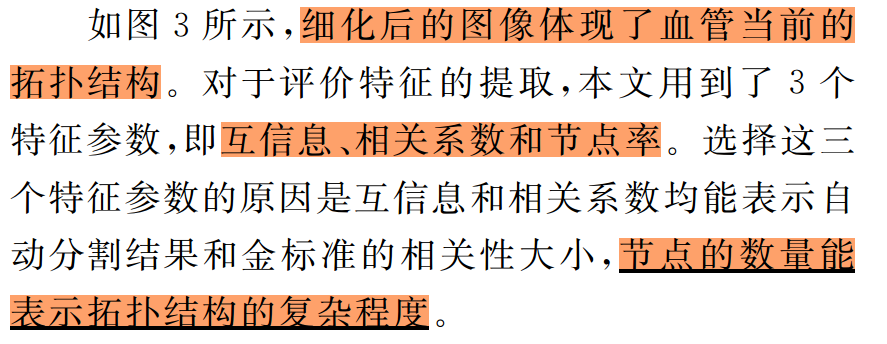 如图 3 所示,细化后的图像体现了血管当前的
拓扑结构。对于评价特征的提取,本文用到了 3 个
特征参数,即互信息、相关系数和节点率。选择这三
个特征参数的原因是互信息和相关系数均能表示自
动分割结果和金标准的相关性大小,节点的数量能
表示拓扑结构的复杂程度。